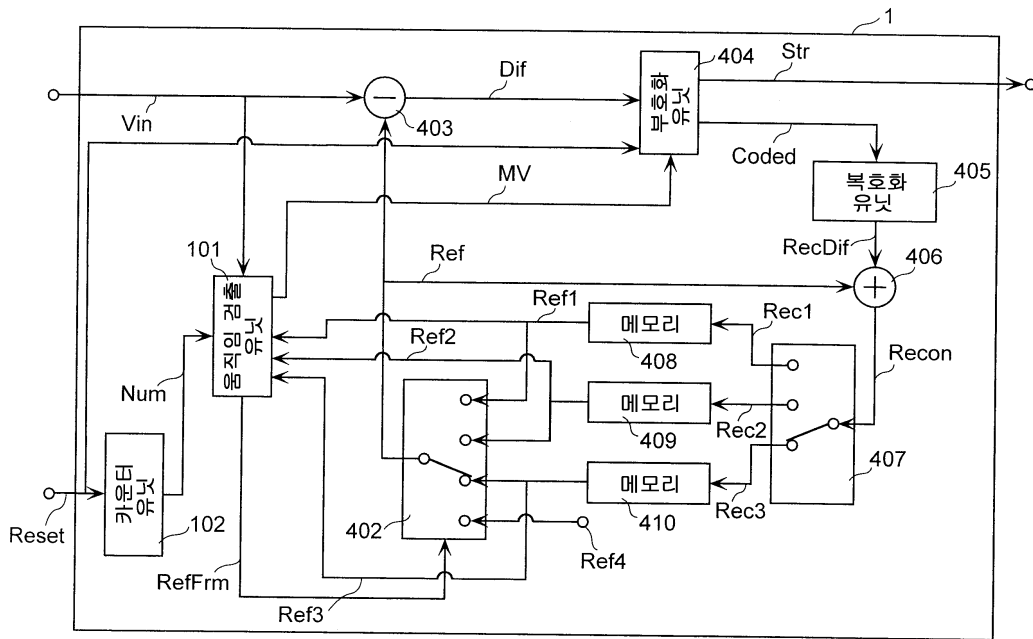 1
404
Str
Dif
부호화
유닛
Vin
403
Coded
MV
복호화
유닛
405
RecDif
101
Ref
406
움직임 검출
유닛
Ref1
메모리
Rec1
Ref2
408
Recon
Num
메모리
409
Rec2
407
카운터
유닛
메모리
410
Rec3
Reset
102
402
Ref4
RefFrm
Ref3